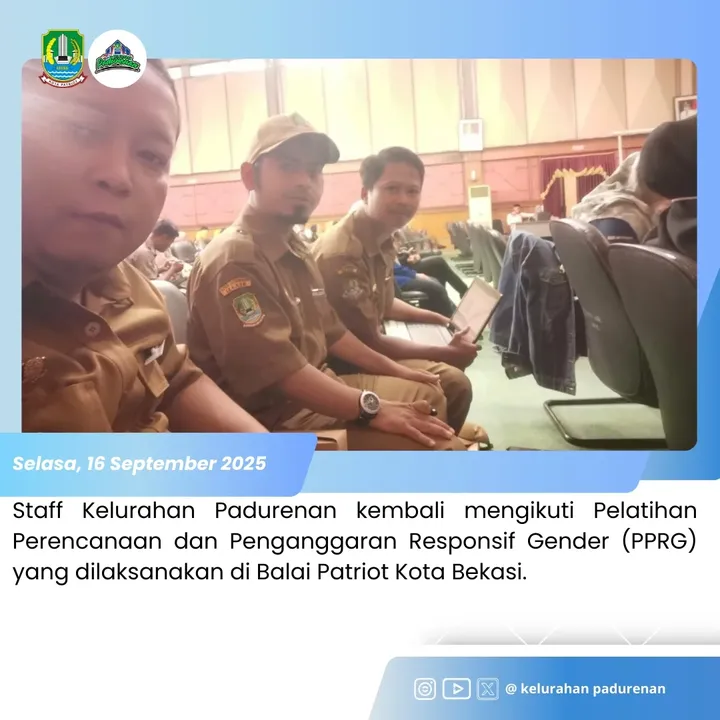 Selasa, 16 September 2025
Staff Kelurahan Padurenan kembali mengikuti Pelatihan
Perencanaan dan Penganggaran Responsif Gender (PPRG)
yang dilaksanakan di Balai Patriot Kota Bekasi.
@ kelurahan padurenan